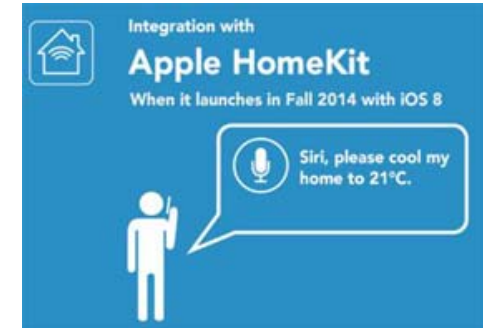 Integration with
Apple HomeKit
When it launches in Fall 2014 with iOS 8
Siri, please cool my
home to 21°C.